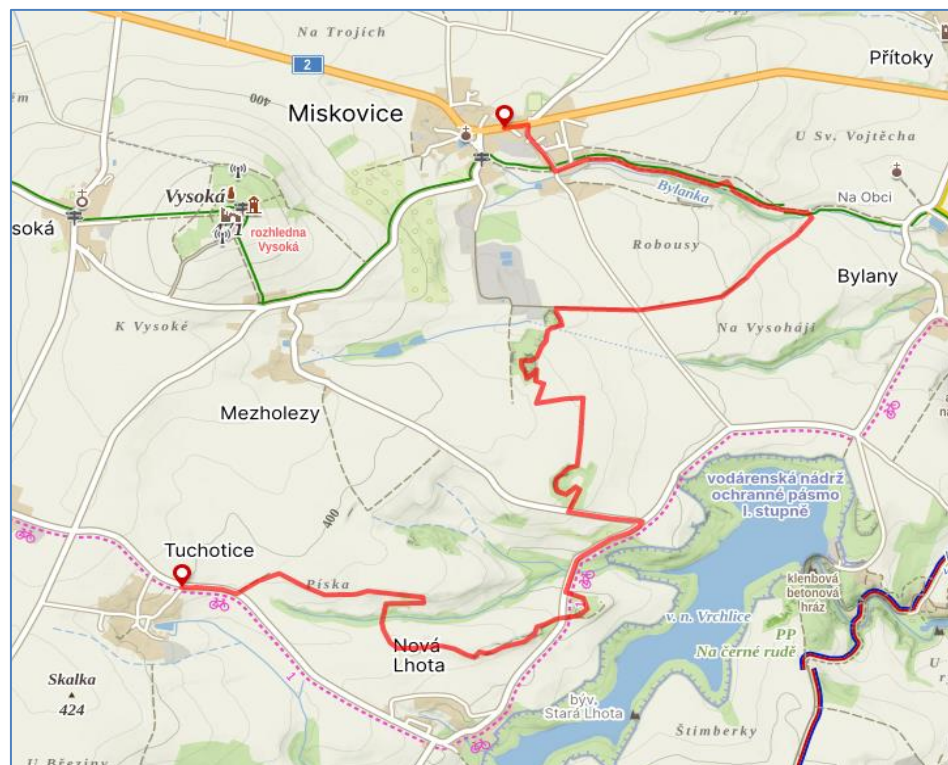 Na Trojích
Přítoky
2
Miskovice
400
U Sv. Vojtěcha
Vysoká
Bylanka
Na Obci
471
rozhledna
Vysoká
soká
Robousy
Bylany
K Vysoké
Na Vysoháji
Mezholezy
vodárenská nádrž
ochranné pásmo
I. stupně
400
Tuchotice
Píska
klenbová
betonová
hráz
v. n. Vrchlice
PP
Na černé rudě
Nová
Lhota
1
Skalka
424
býv.
Stará Lhota
Štimberky
U Březiny